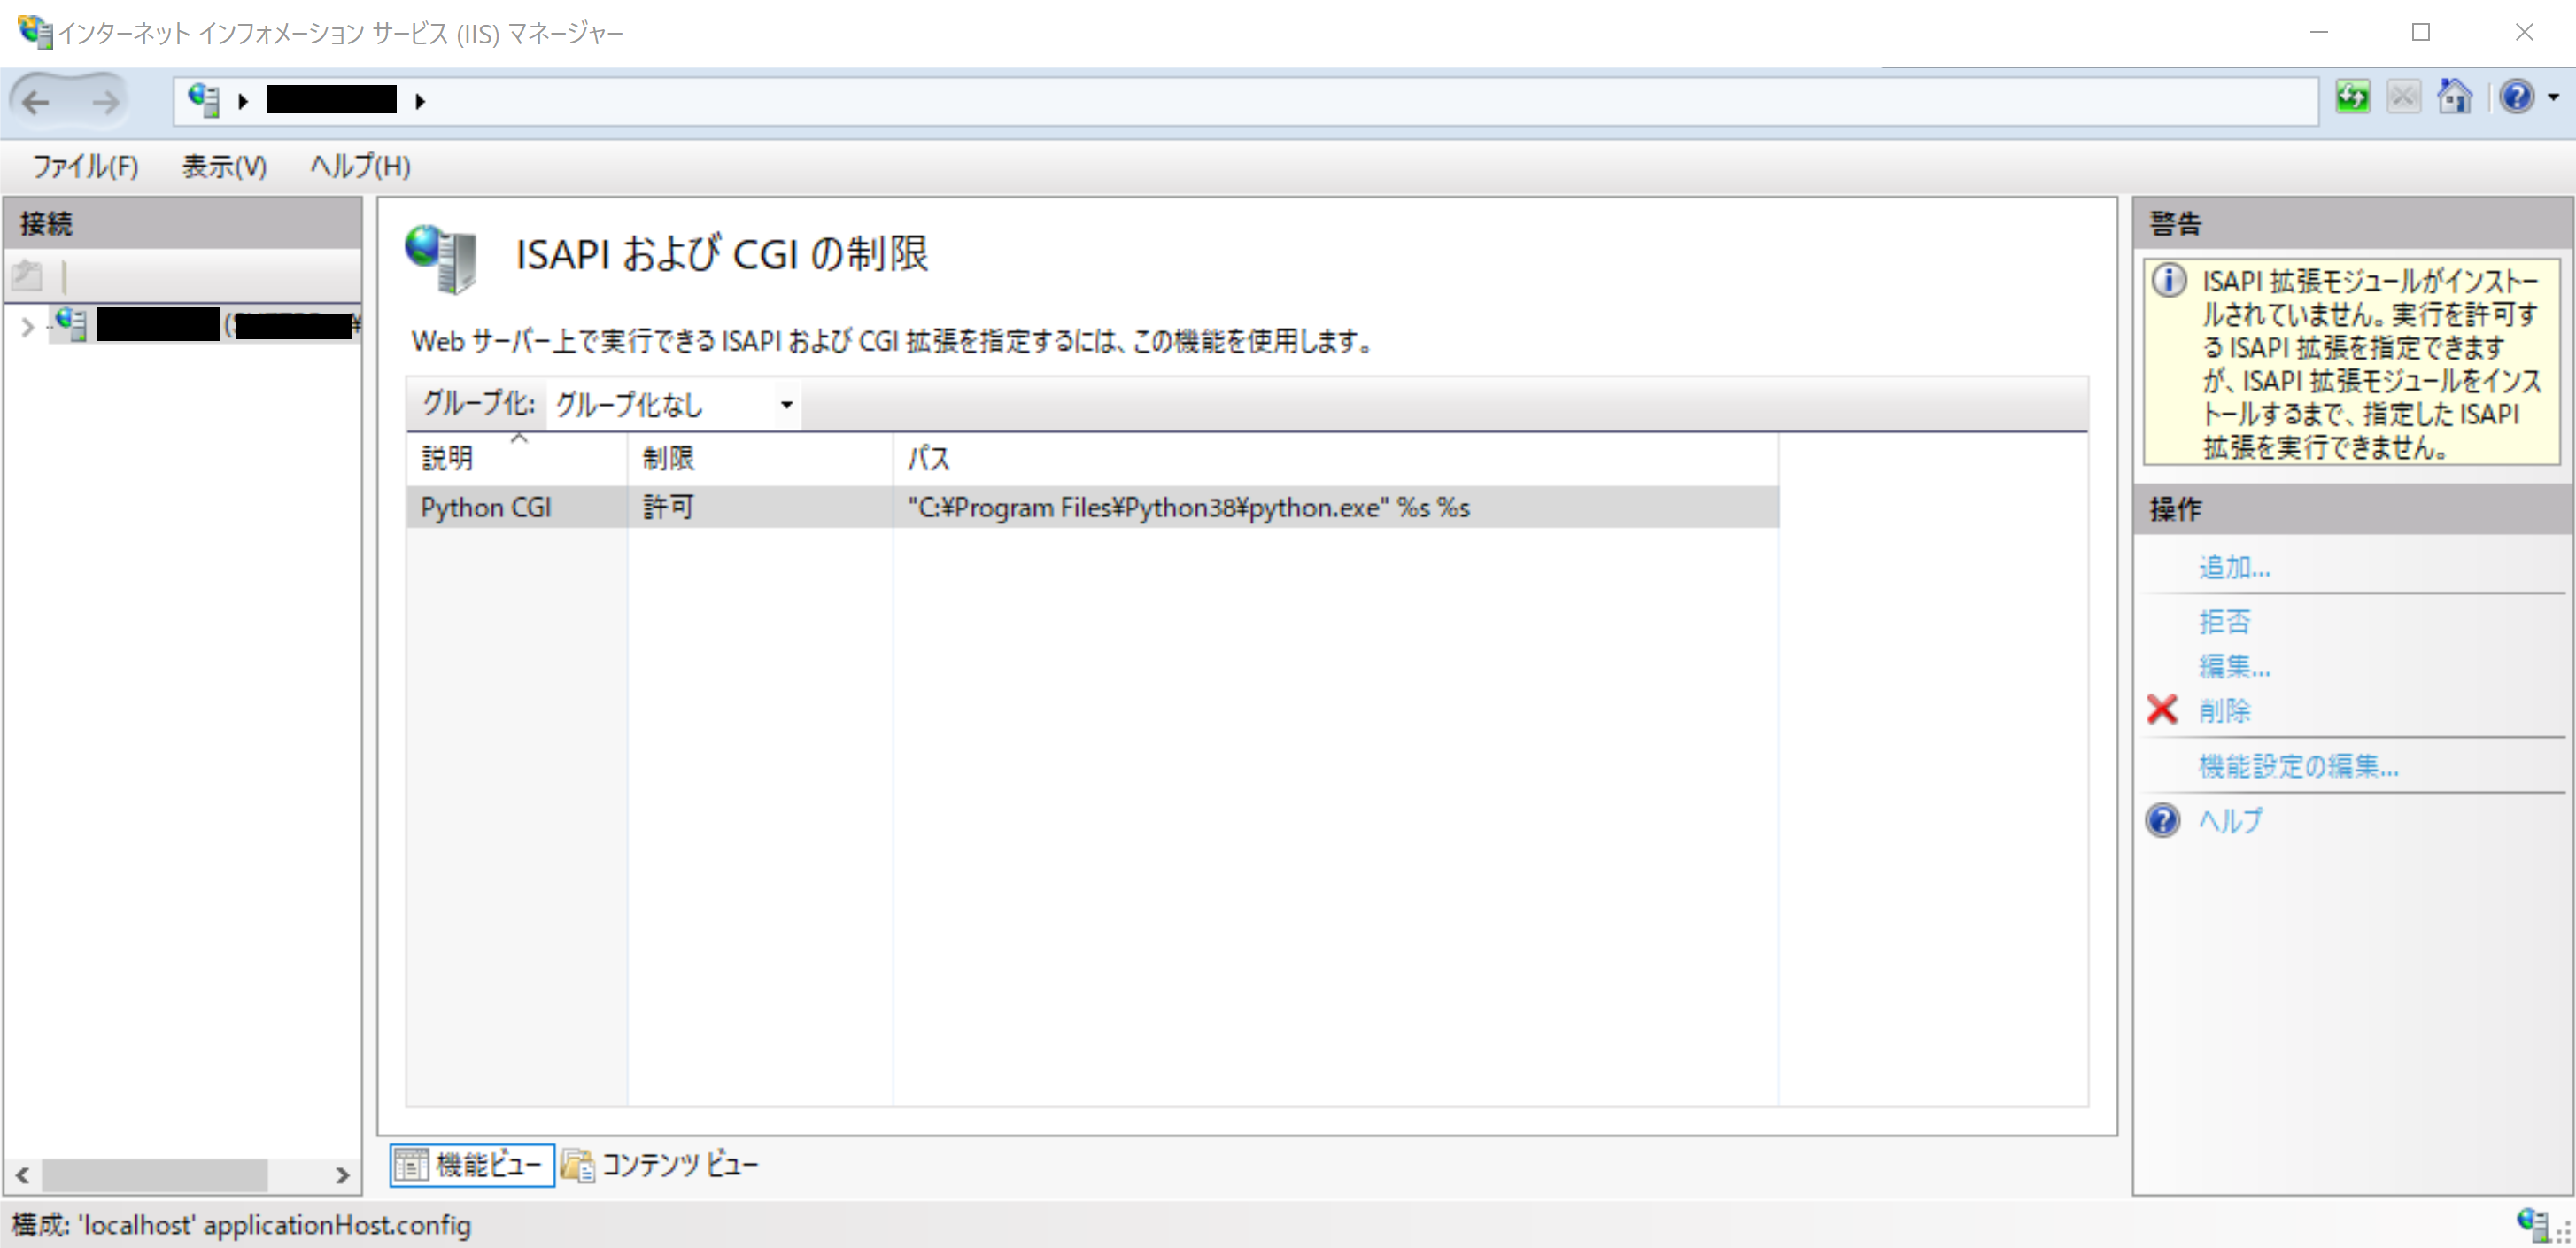 インターネット インフォメーション サービス (IIS) マネージャー
ファイル(F) 表示(V) ヘルプ(H)
接続
ISAPI および CGI の制限
Web サーバー上で実行できる ISAPI および CGI 拡張を指定するには、この機能を使用します。
グループ化: グループ化なし
説明 制限 パス
Python CGI 許可 "C:¥Program Files¥Python38¥python.exe" %s %s
機能ビュー コンテンツ ビュー
警告
ISAPI 拡張モジュールがインストー
ルされていません。実行を許可す
る ISAPI 拡張を指定できます
が、ISAPI 拡張モジュールをインス
トールするまで、指定した ISAPI
拡張を実行できません。
操作
追加...
拒否
編集...
削除
機能設定の編集...
ヘルプ
構成: 'localhost' applicationHost.config